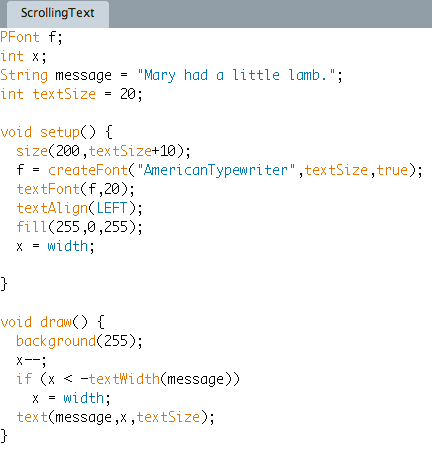 ScrollingText
PFont f;
int x;
String message = "Mary had a little lamb.";
int textSize = 20;
void setup() {
size(200,textSize+10);
f = createFont("AmericanTypewriter",textSize,true);
textFont(f,20);
textAlign(LEFT);
fill(255,0,255);
x = width;
}
void draw() {
background(255);
x--;
if (x < -textWidth(message))
x = width;
text(message,x,textSize);
}